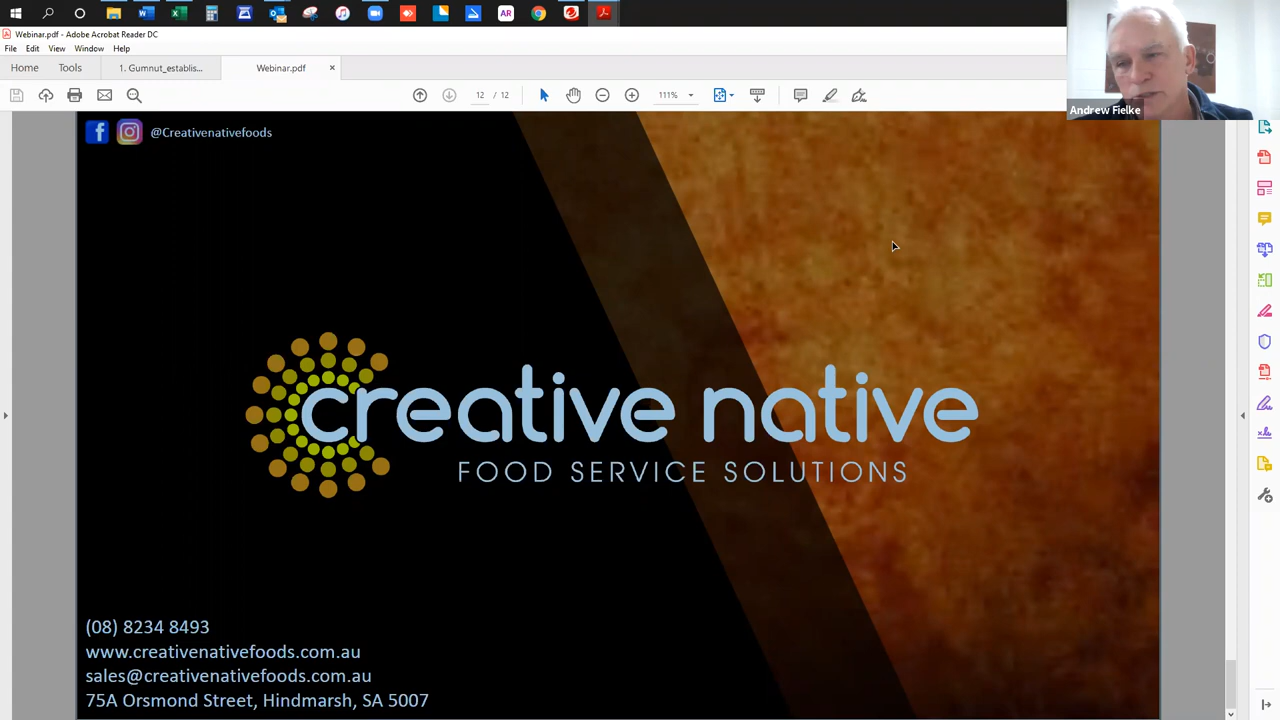 Webinar.pdf - Adobe Acrobat Reader DC
File Edit View Window Help
Home Tools 1. Gumnut_establis... Webinar.pdf ×
12 / 12 111%
Andrew Fielke
@Creativenativefoods
creative native
FOOD SERVICE SOLUTIONS
(08) 8234 8493
www.creativenativefoods.com.au
sales@creativenativefoods.com.au
75A Orsmond Street, Hindmarsh, SA 5007